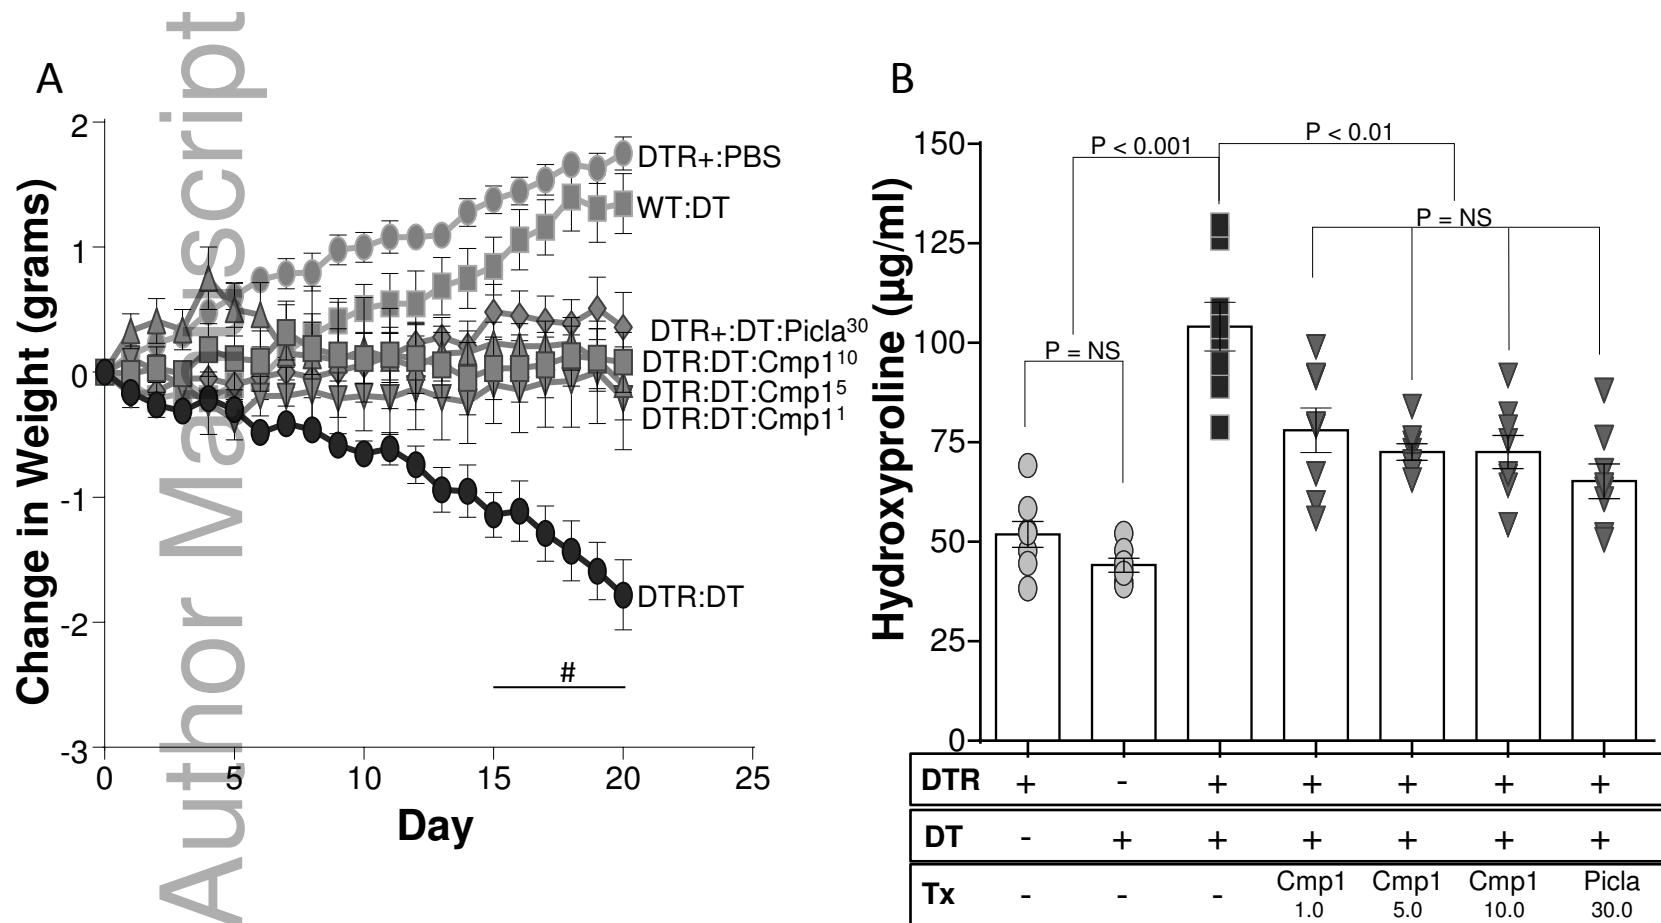 Author Manuscript
A
Change in Weight (grams)
2
1
0
-1
-2
-3
0 5 10 15 20 25
Day
DTR+:PBS
WT:DT
DTR+:DT:Picla³⁰
DTR:DT:Cmp1¹⁰
DTR:DT:Cmp1⁵
DTR:DT:Cmp1¹
DTR:DT
#
B
Hydroxyproline (µg/ml)
150
125
100
75
50
25
0
P < 0.001
P < 0.01
P = NS
P = NS
DTR + - + + + + +
DT - + + + + + +
Tx - - - Cmp1 Cmp1 Cmp1 Picla
1.0 5.0 10.0 30.0